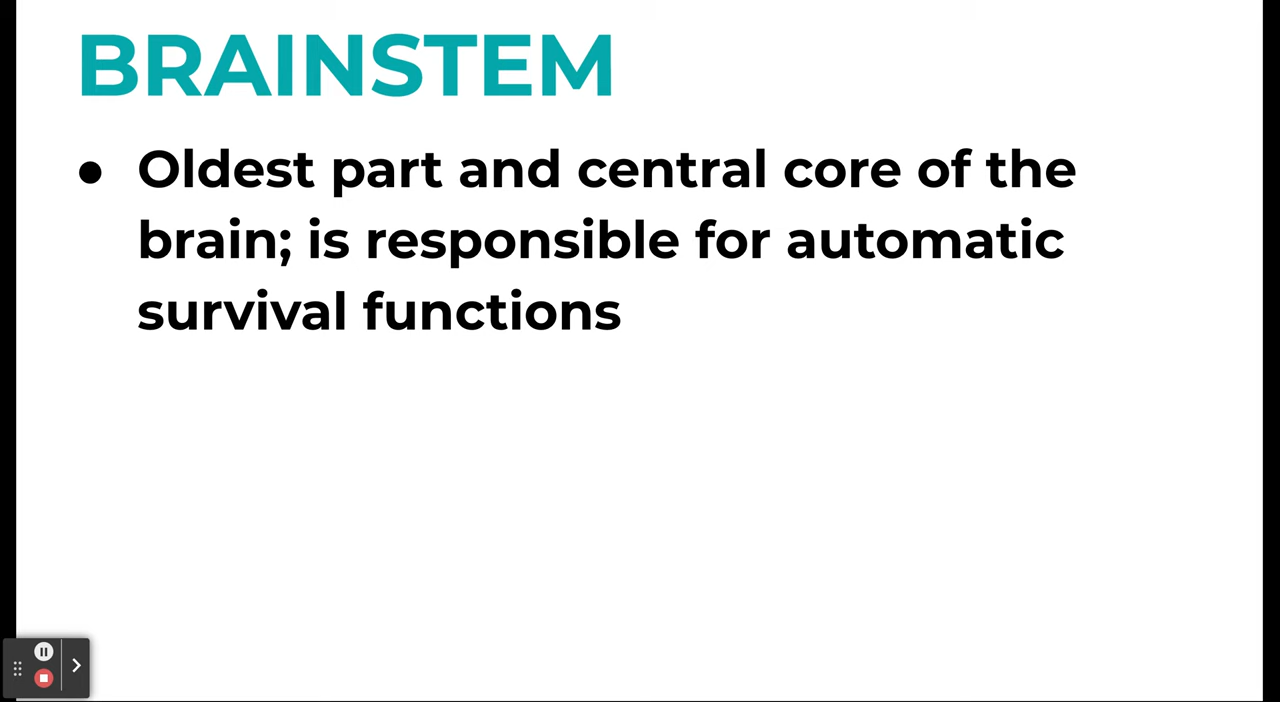 BRAINSTEM
● Oldest part and central core of the
brain; is responsible for automatic
survival functions